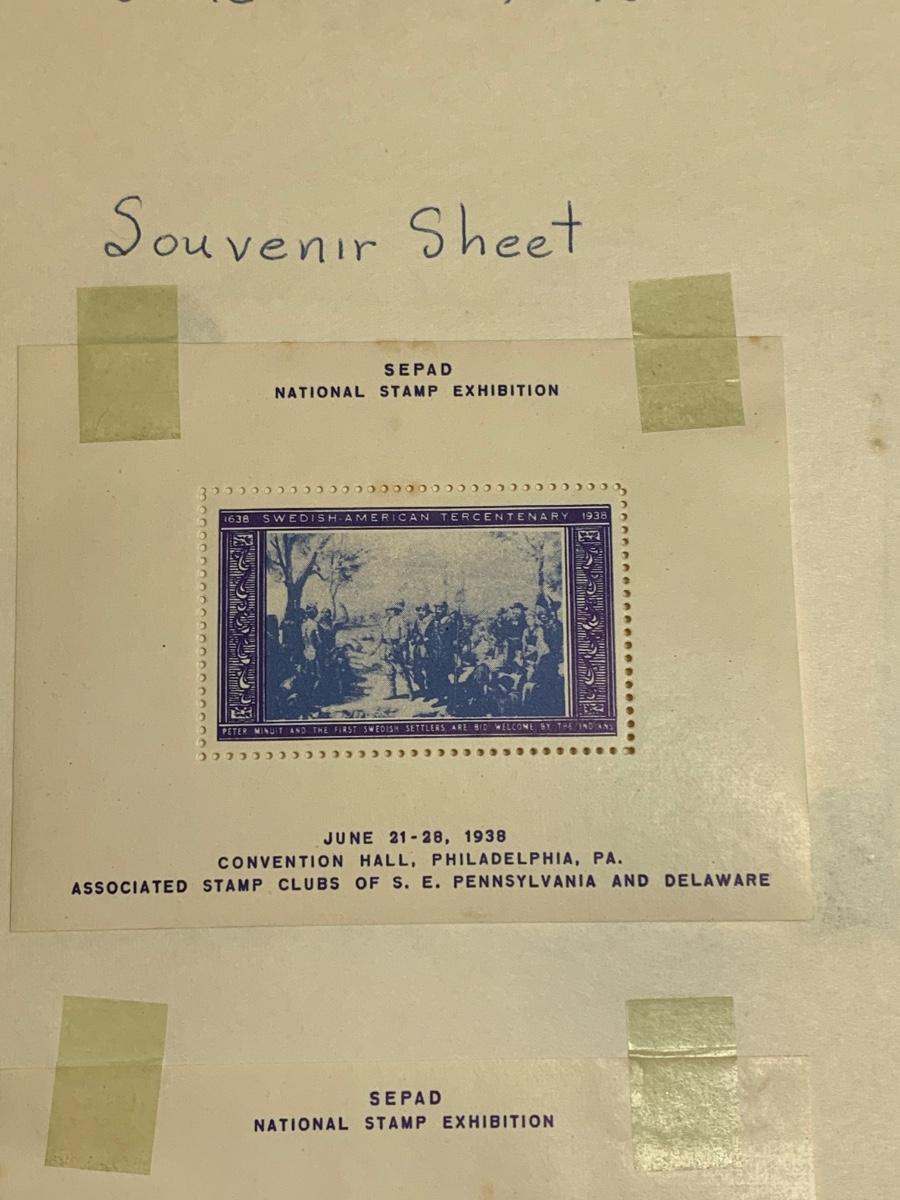 Souvenir Sheet
SEPAD
NATIONAL STAMP EXHIBITION
1638 SWEDISH-AMERICAN TERCENTENARY 1938
PETER MINUIT AND THE FIRST SWEDISH SETTLERS ARE BID WELCOME BY THE INDIANS
JUNE 21-28, 1938
CONVENTION HALL, PHILADELPHIA, PA.
ASSOCIATED STAMP CLUBS OF S. E. PENNSYLVANIA AND DELAWARE
SEPAD
NATIONAL STAMP EXHIBITION